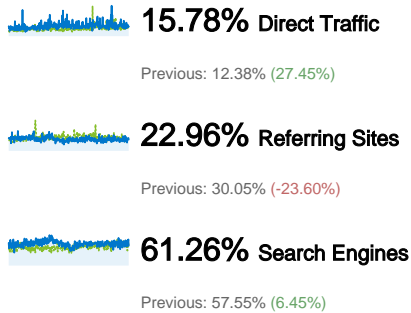 15.78% Direct Traffic
Previous: 12.38% (27.45%)
22.96% Referring Sites
Previous: 30.05% (-23.60%)
61.26% Search Engines
Previous: 57.55% (6.45%)